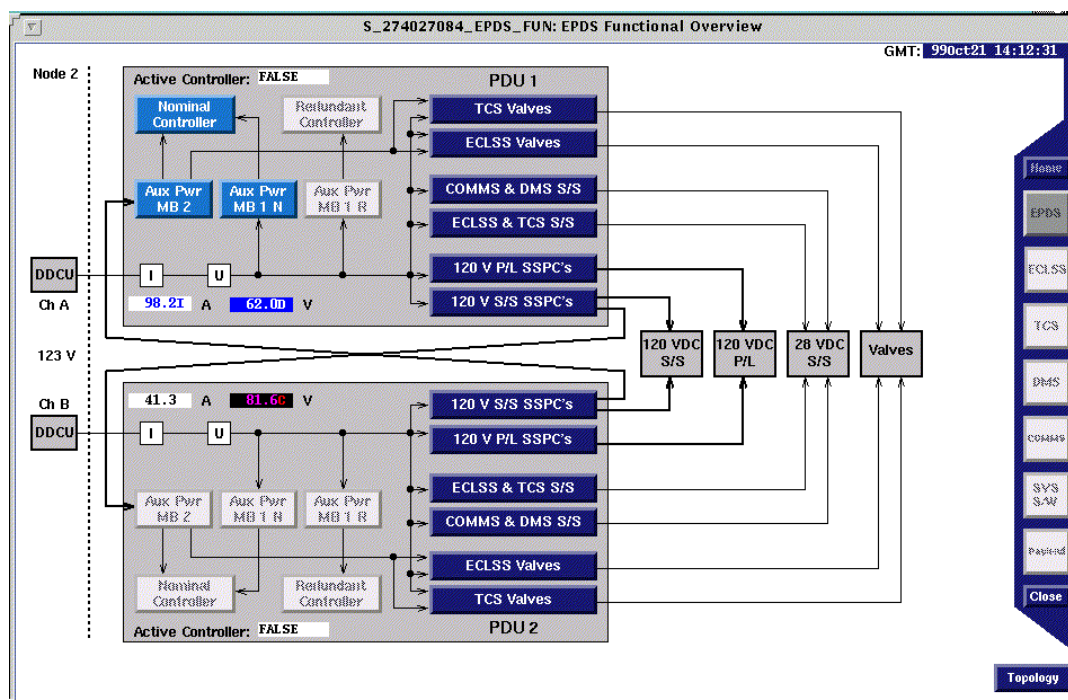 S_274027084_EPDS_FUN: EPDS Functional Overview
GMT: 990ct21 14:12:31
Node 2
Active Controller: FALSE
PDU 1
Nominal
Controller
Redundant
Controller
TCS Valves
ECLSS Valves
Aux Pwr
MB 2
Aux Pwr
MB 1 N
Aux Pwr
MB 1 R
COMMS & DMS S/S
ECLSS & TCS S/S
DDCU
I
U
120 V P/L SSPC's
Ch A
98.2I A 62.0D V
120 V S/S SSPC's
123 V
120 VDC
S/S
120 VDC
P/L
28 VDC
S/S
Valves
Ch B
41.3 A 81.6C V
DDCU
I
U
120 V S/S SSPC's
120 V P/L SSPC's
Aux Pwr
MB 2
Aux Pwr
MB 1 N
Aux Pwr
MB 1 R
ECLSS & TCS S/S
COMMS & DMS S/S
Nominal
Controller
Redundant
Controller
ECLSS Valves
TCS Valves
Active Controller: FALSE
PDU 2
Home
EPDS
ECLSS
TCS
DMS
COMMS
SYS
S/W
Payload
Close
Topology